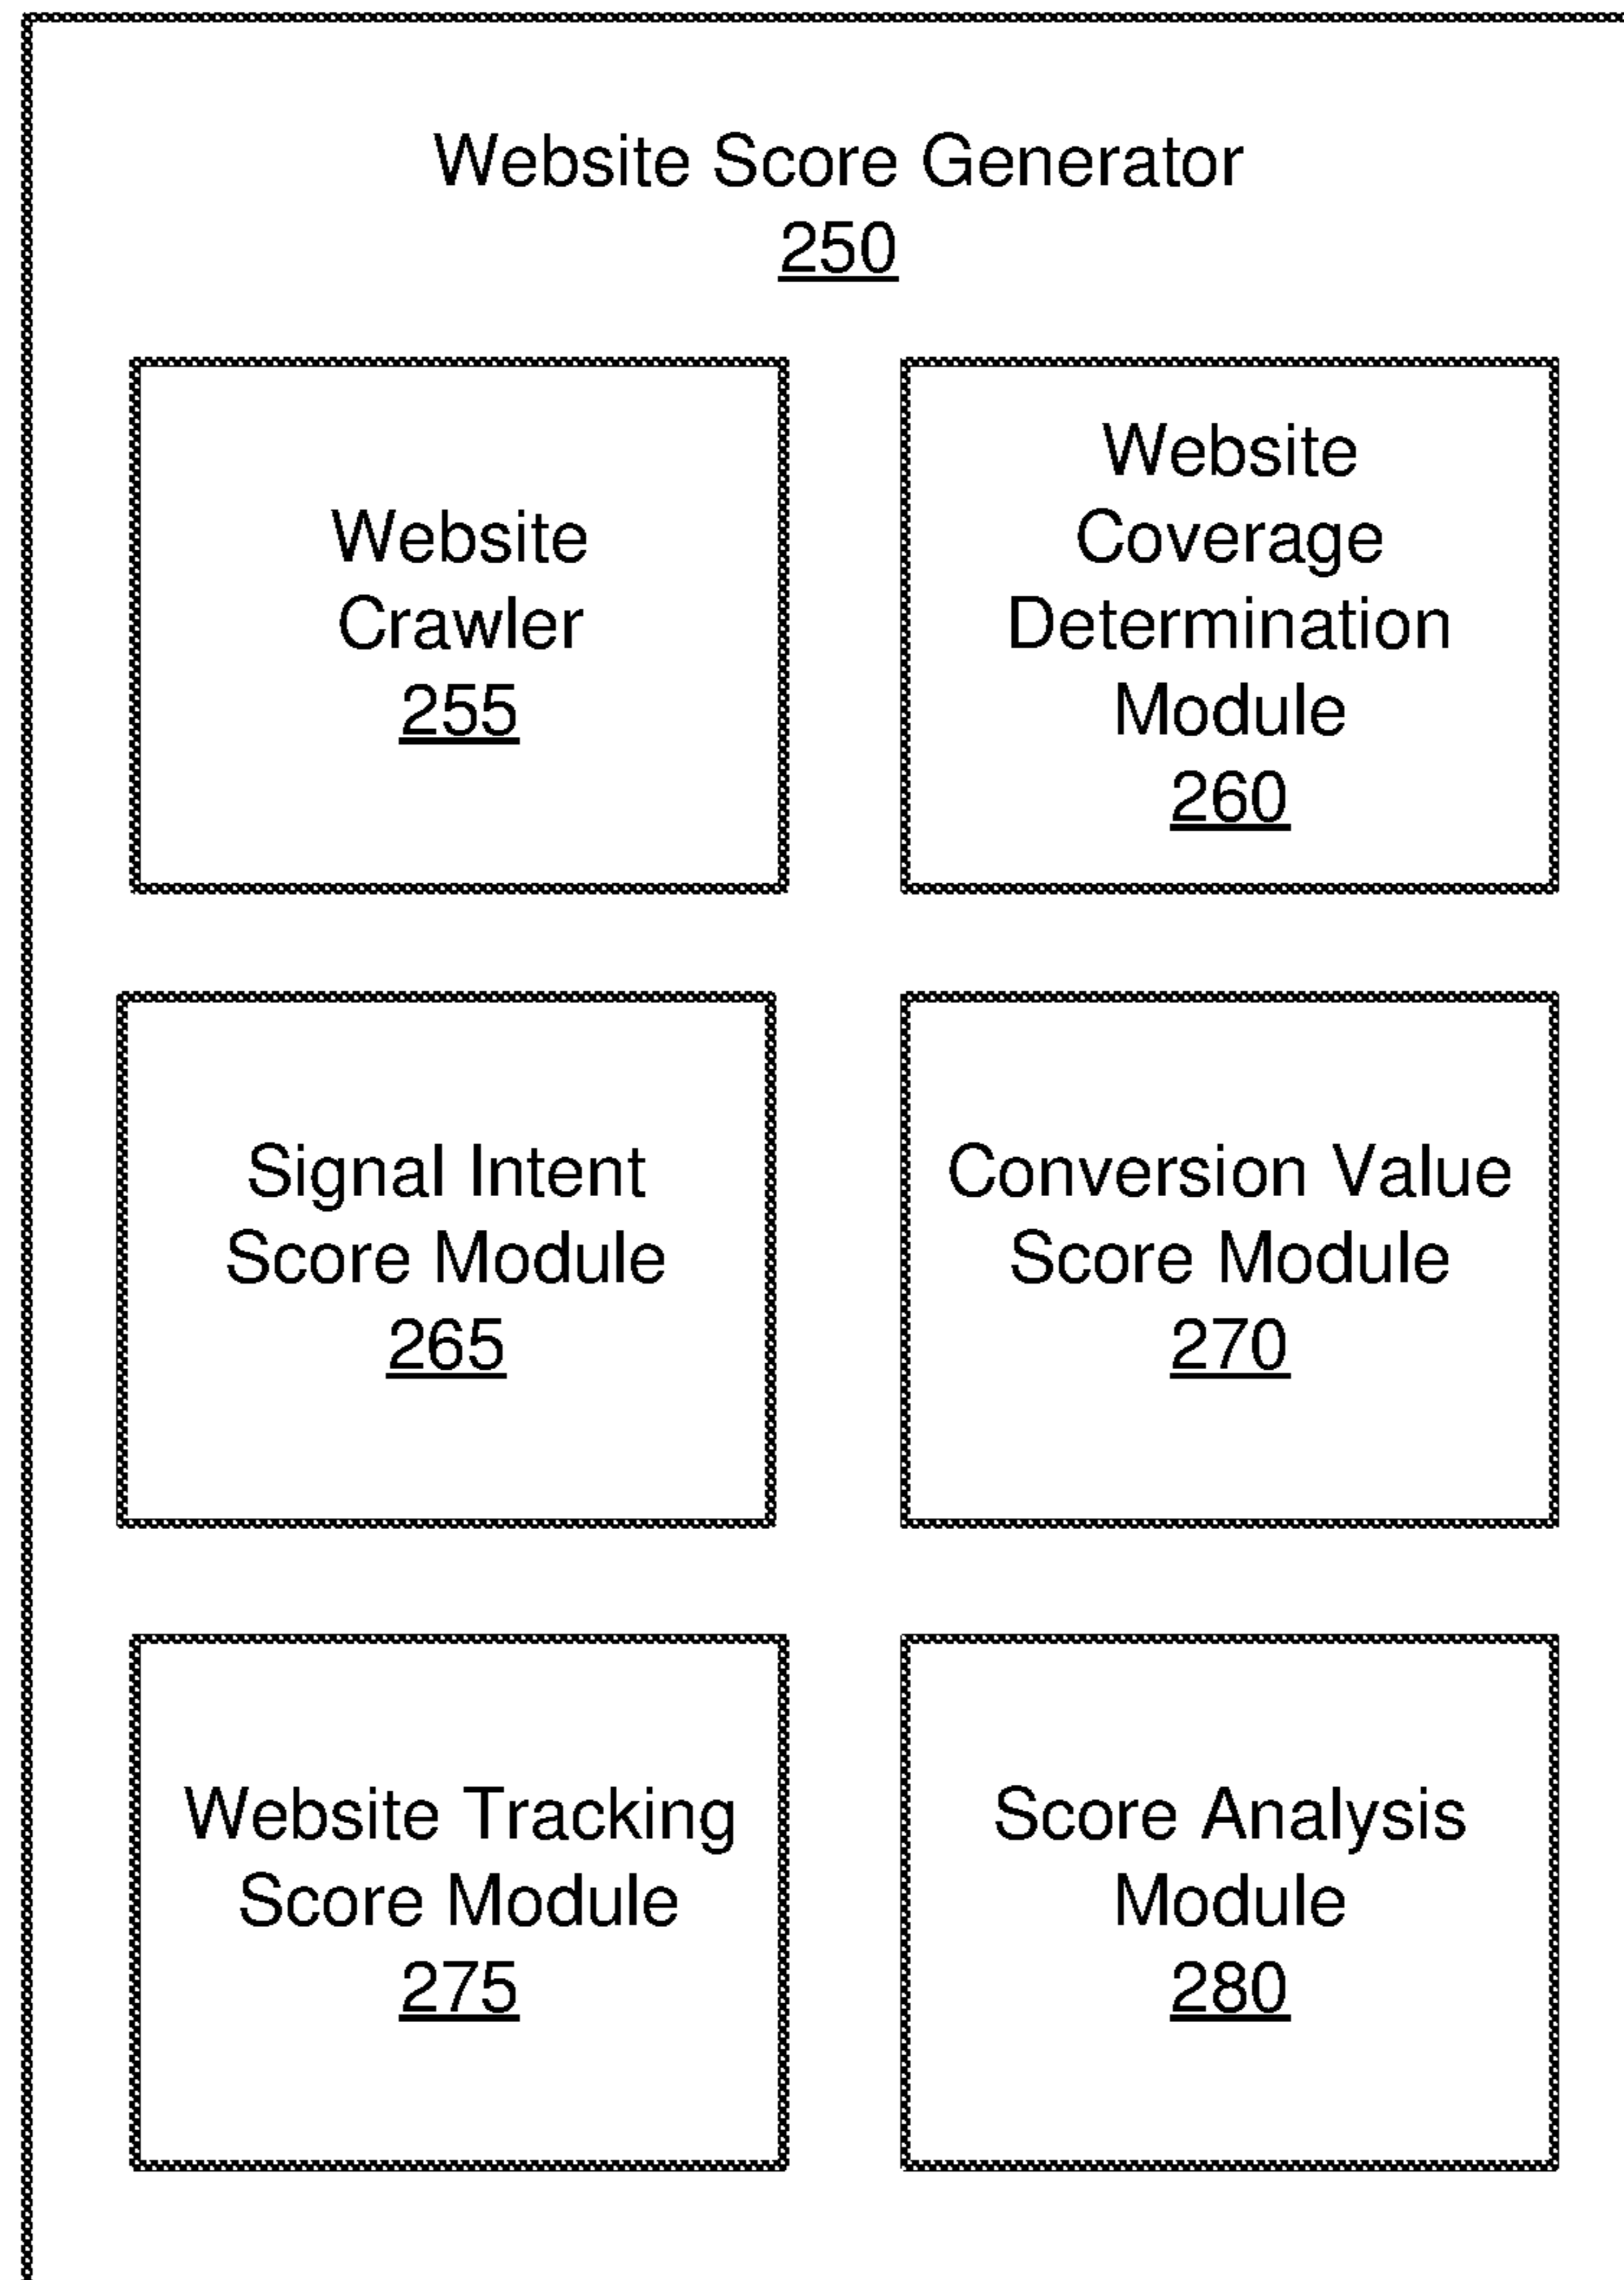 Website Score Generator
250
Website
Crawler
255
Website
Coverage
Determination
Module
260
Signal Intent
Score Module
265
Conversion Value
Score Module
270
Website Tracking
Score Module
275
Score Analysis
Module
280